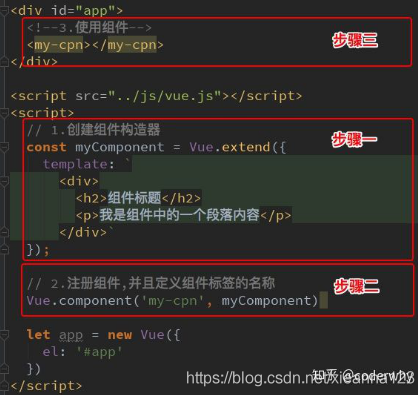 <div id="app">
<!--3.使用组件-->
<my-cpn></my-cpn>
步骤三
</div>
<script src="../js/vue.js"></script>
<script>
// 1.创建组件构造器
步骤一
const myComponent = Vue.extend({
template: `
<div>
<h2>组件标题</h2>
<p>我是组件中的一个段落内容</p>
</div>`
});
// 2.注册组件,并且定义组件标签的名称
步骤二
Vue.component('my-cpn', myComponent)
let app = new Vue({
el: '#app'
})
知乎 @coderwhy
https://blog.csdn.net/xieanna123
</script>